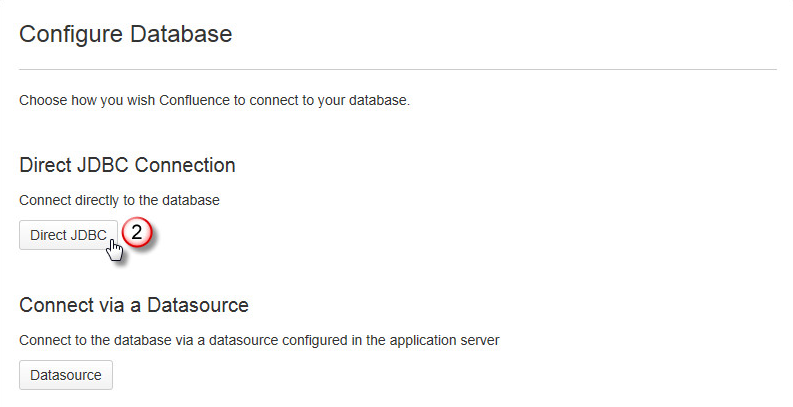 Configure Database
Choose how you wish Confluence to connect to your database.
Direct JDBC Connection
Connect directly to the database
Direct JDBC 2
Connect via a Datasource
Connect to the database via a datasource configured in the application server
Datasource